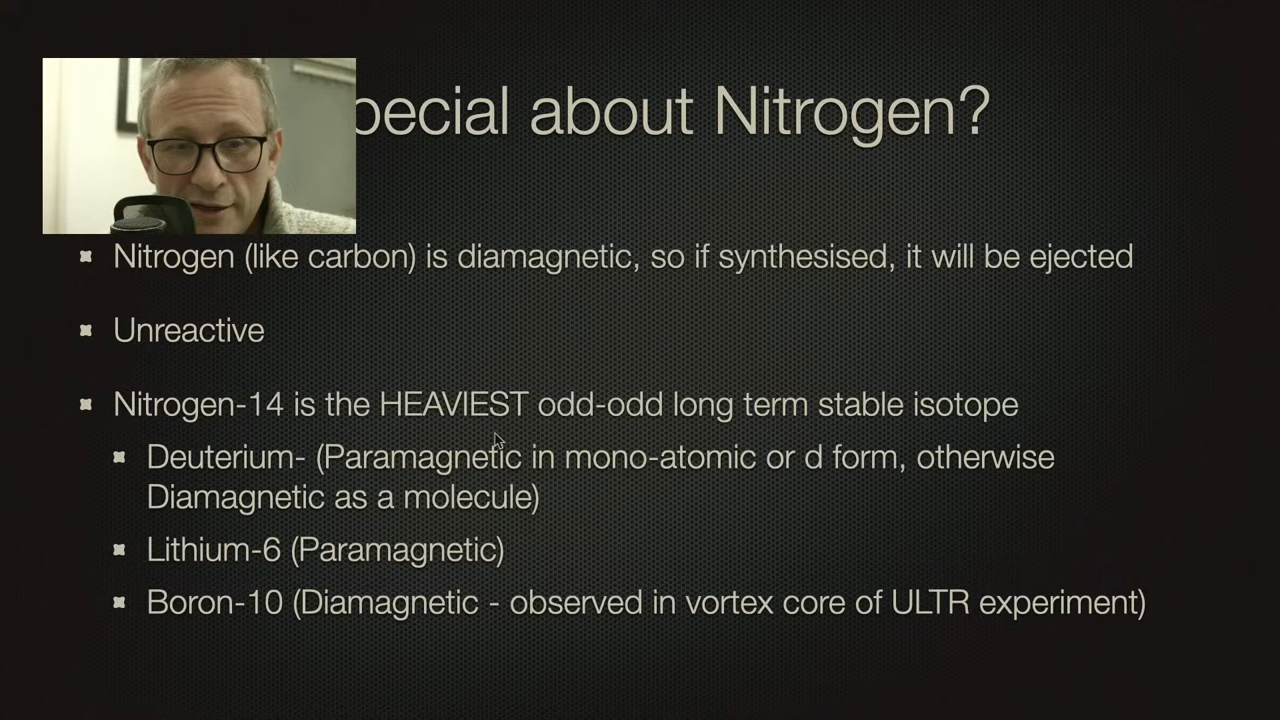 pecial about Nitrogen?
Nitrogen (like carbon) is diamagnetic, so if synthesised, it will be ejected
Unreactive
Nitrogen-14 is the HEAVIEST odd-odd long term stable isotope
Deuterium- (Paramagnetic in mono-atomic or d form, otherwise
Diamagnetic as a molecule)
Lithium-6 (Paramagnetic)
Boron-10 (Diamagnetic - observed in vortex core of ULTR experiment)